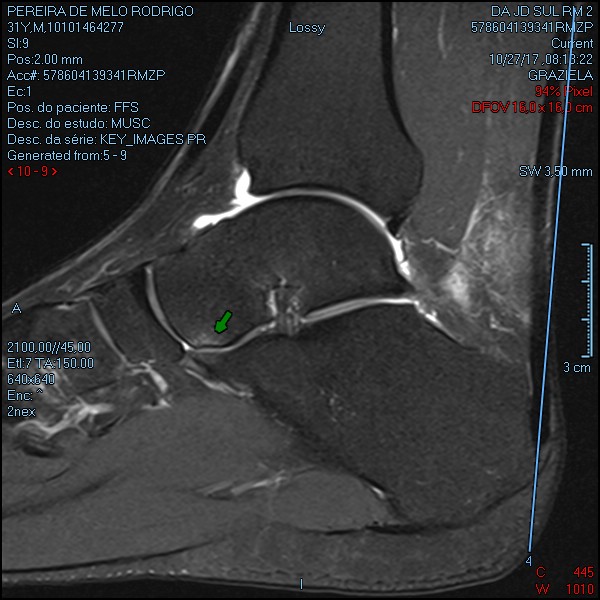 PEREIRA DE MELO RODRIGO
31Y,M,10101464277
Sl:9
Pos:2.00 mm
Acc#: 578604139341RMZP
Ec:1
Pos. do paciente: FFS
Desc. do estudo: MUSC
Desc. da série: KEY_IMAGES PR
Generated from:5 - 9
< 10 - 9 >
Lossy
DA JD SUL RM 2
578604139341RMZP
Current
10/27/17 ,08:13:22
GRAZIELA
94% Pixel
DFOV 16,0 x 16,0 cm
SW 3,50 mm
A
2100.00//45.00
Etl:7 TA:150.00
640x640
Enc: ^
2nex
3 cm
4
I
C 445
W 1010